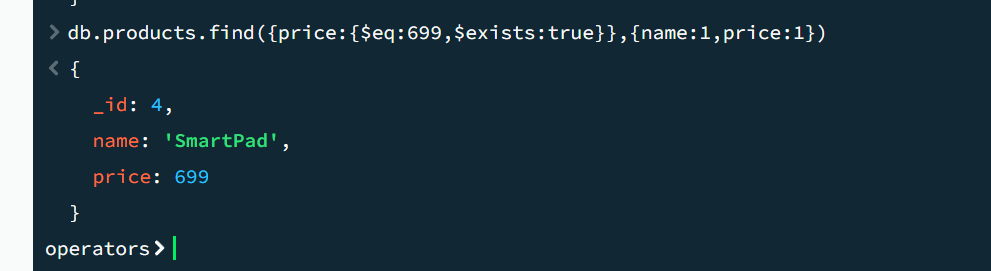 }
> db.products.find({price:{$eq:699,$exists:true}},{name:1,price:1})
< {
_id: 4,
name: 'SmartPad',
price: 699
}
operators>